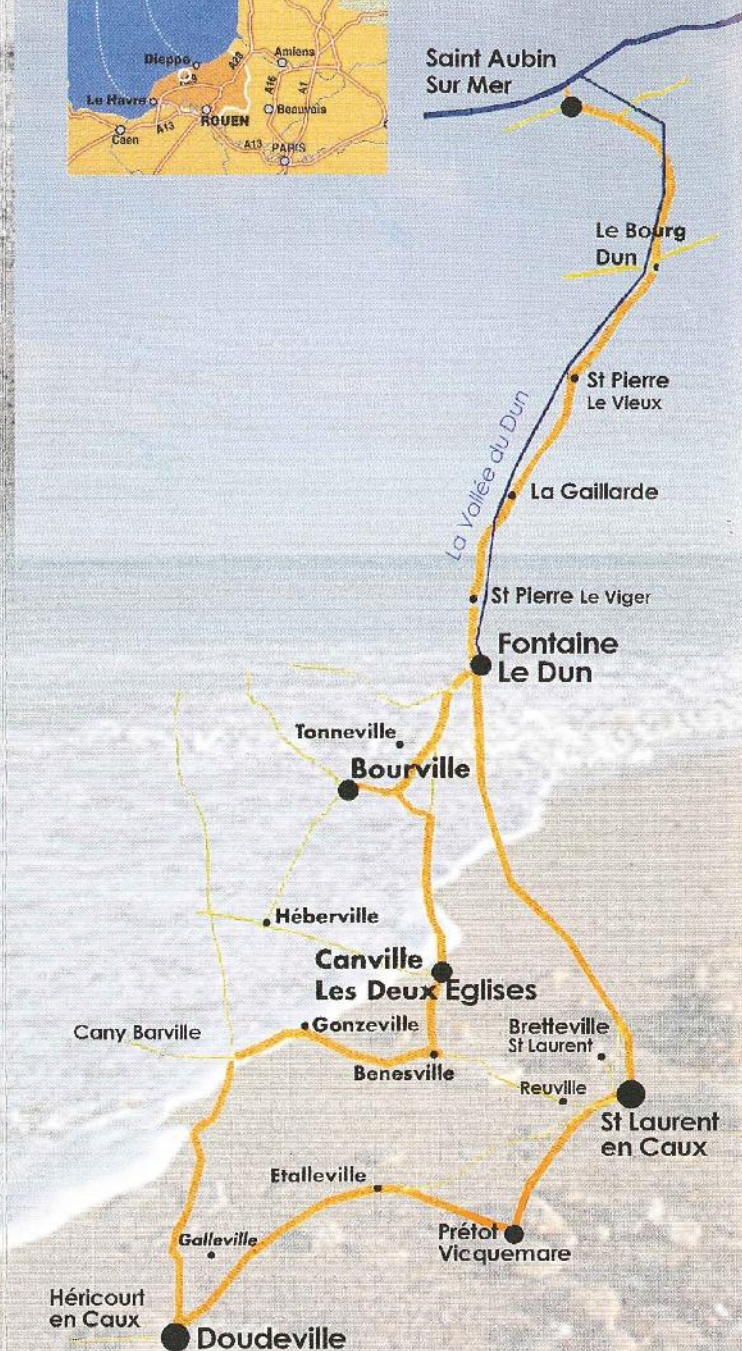 Dieppe
A29
A28
Amiens
A16
A1
Le Havre
ROUEN
Beauvais
Caen
A13
A13
PARIS
Saint Aubin
Sur Mer
Le Bourg
Dun
St Pierre
Le Vieux
La Vallée du Dun
La Gaillarde
St Pierre Le Viger
Fontaine
Le Dun
Tonneville
Bourville
Héberville
Canville
Les Deux Eglises
Cany Barville
Gonzeville
Bretteville
St Laurent
Benesville
Reuville
St Laurent
en Caux
Etalleville
Prétot
Vicquemare
Galleville
Héricourt
en Caux
Doudeville